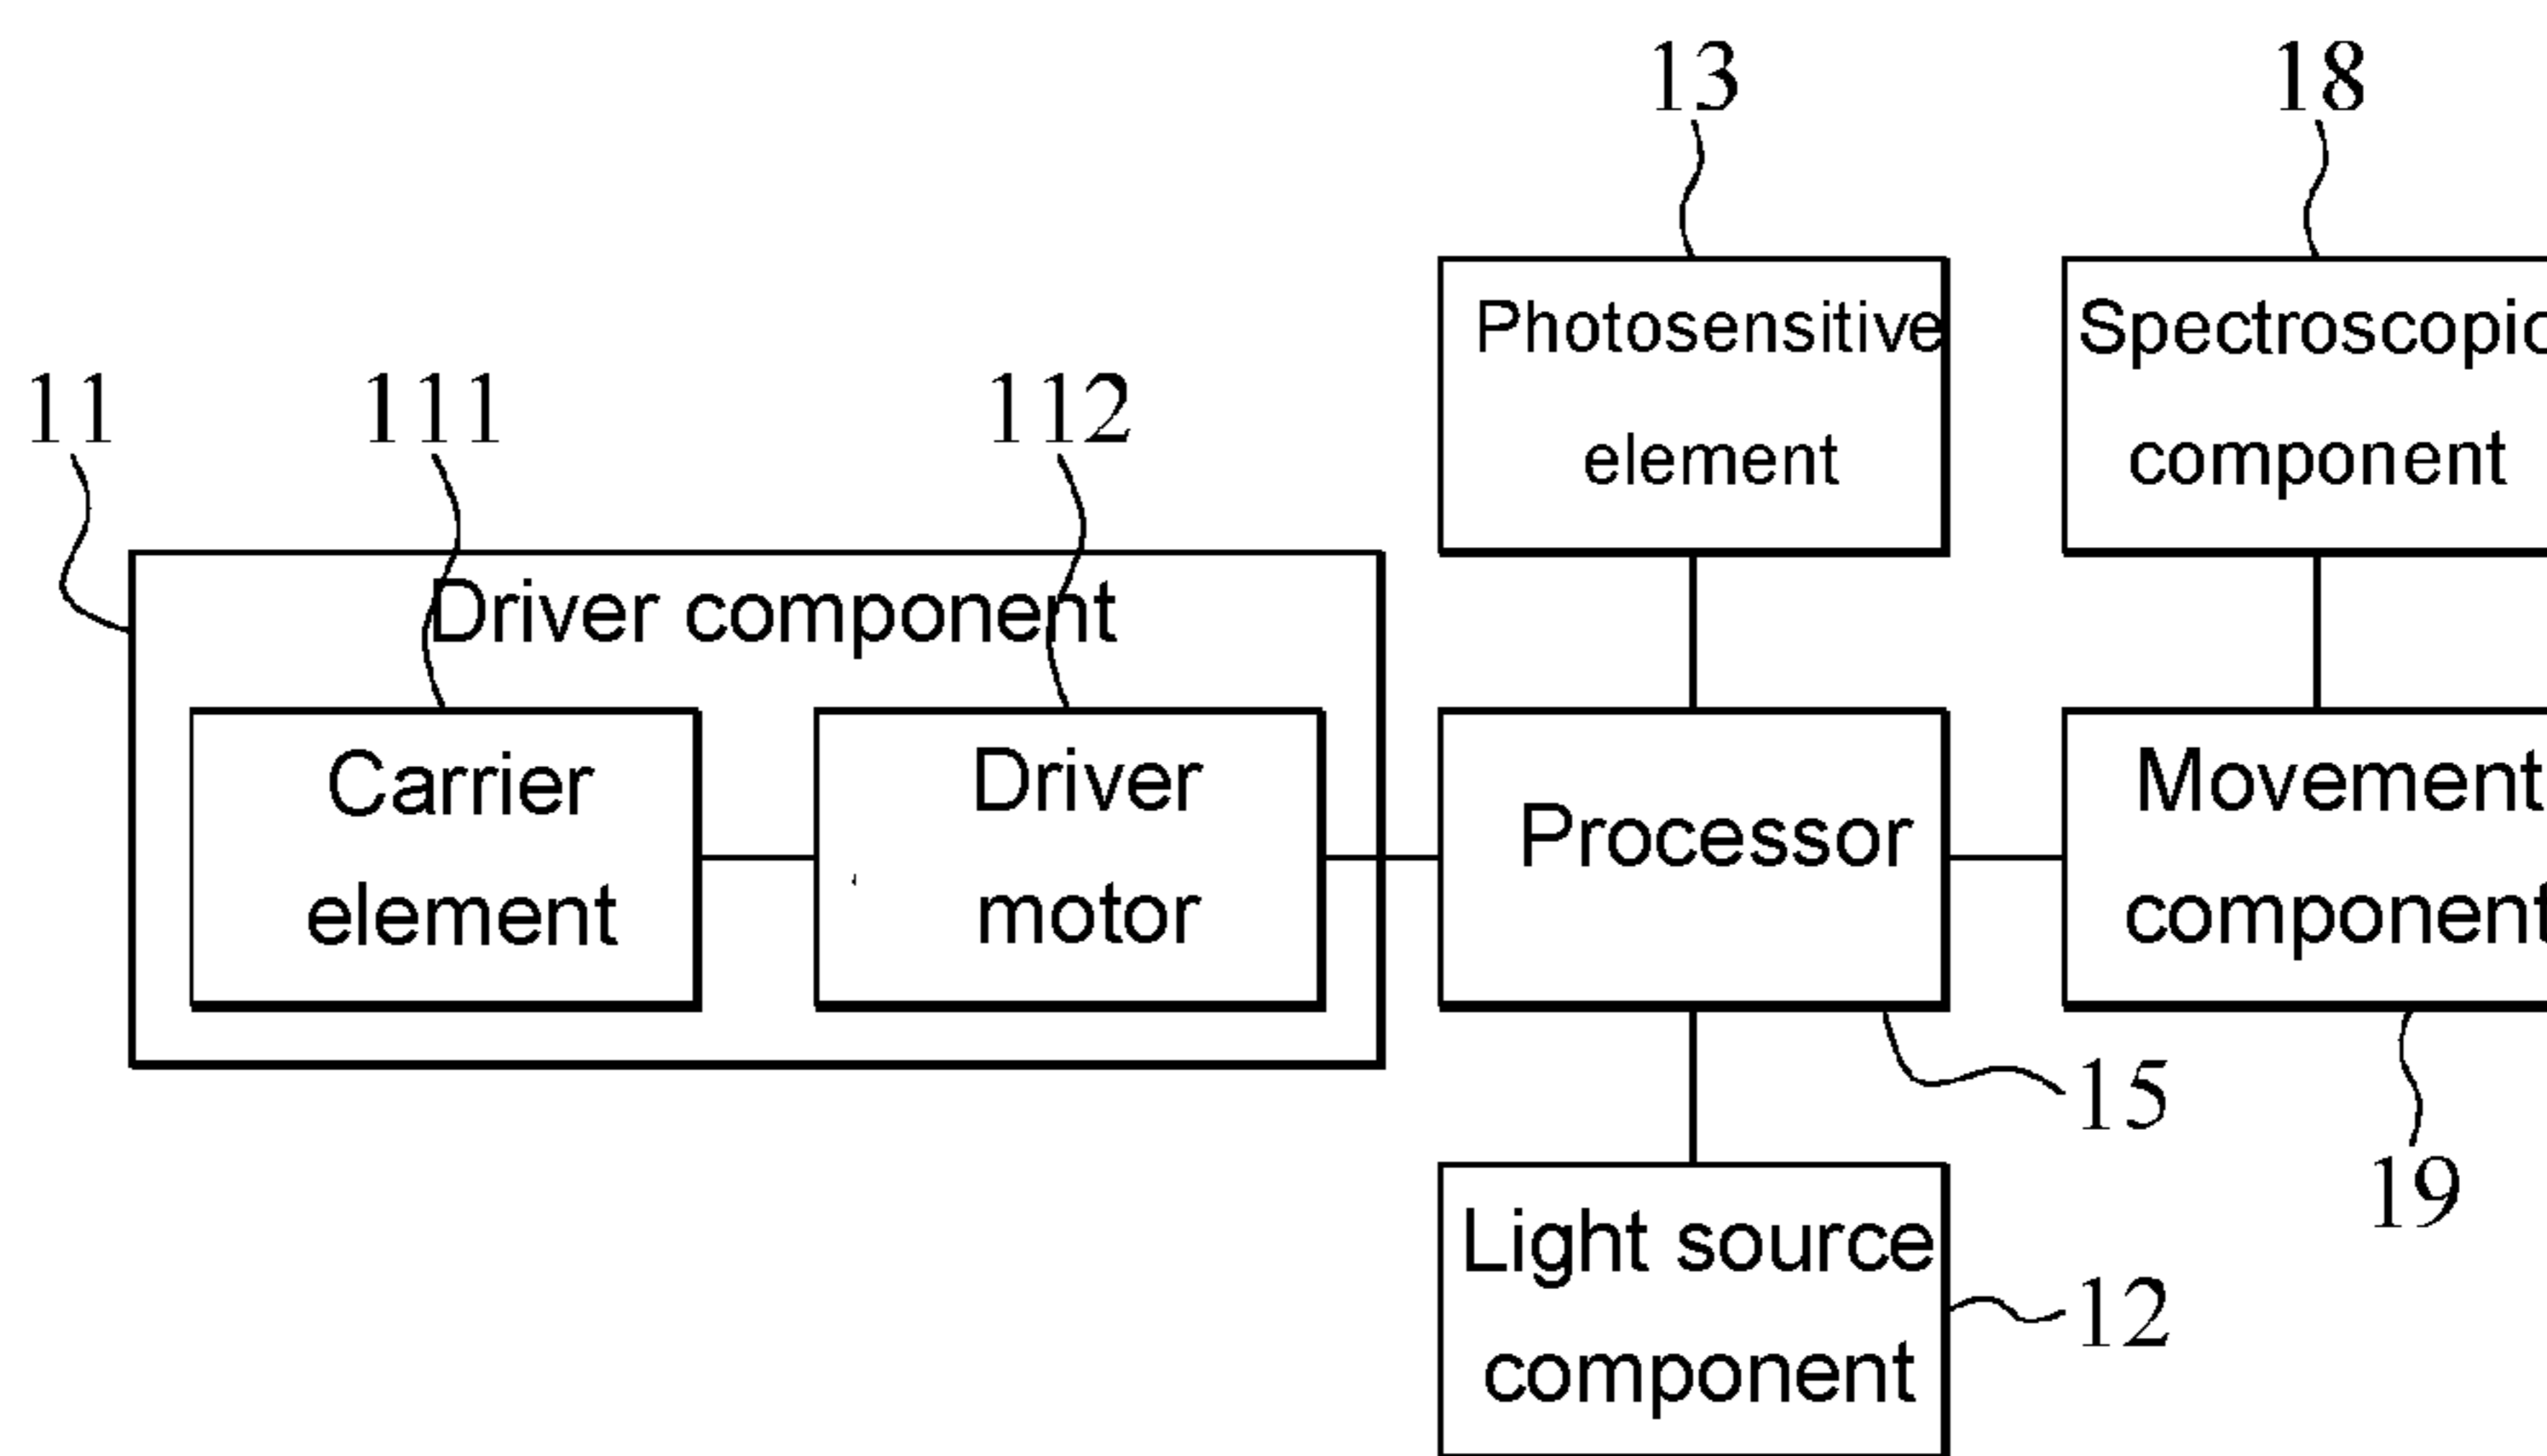 13
18
Photosensitive
element
Spectroscopic
component
11
111
112
Driver component
Carrier
element
Driver
motor
Processor
Movement
component
15
19
Light source
component
12